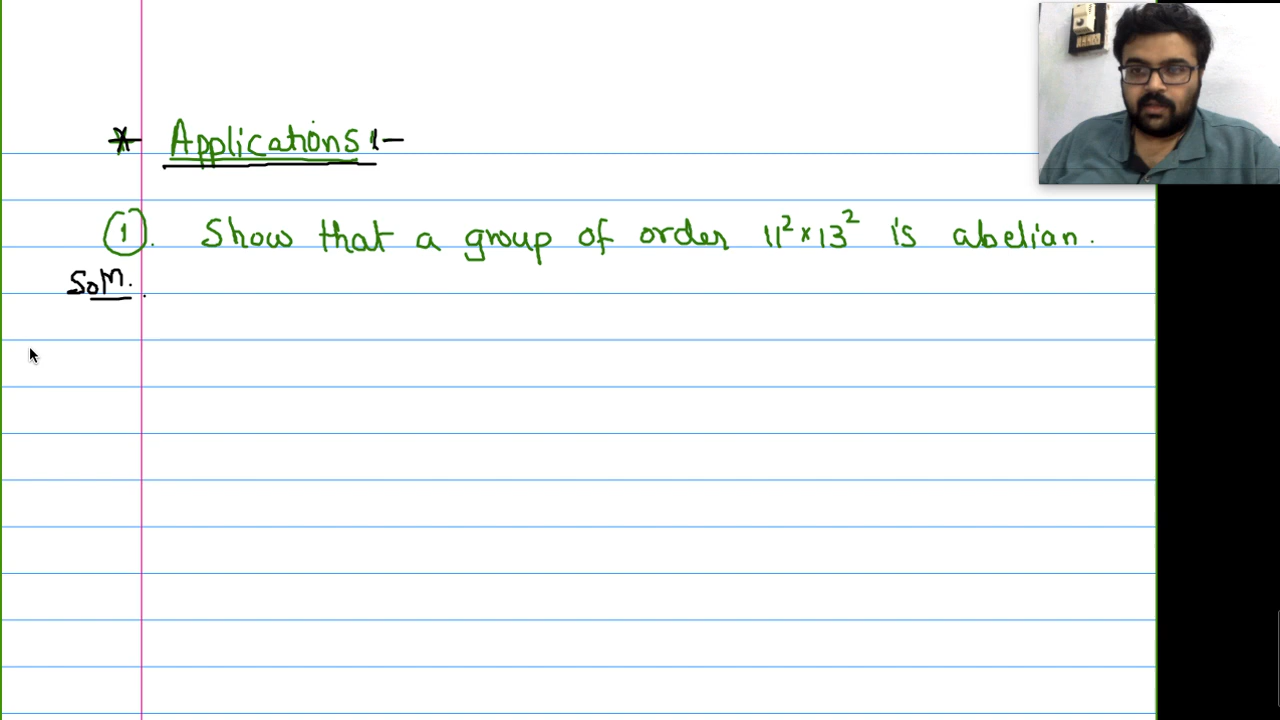 * Applications :-
①. Show that a group of order 11² × 13² is abelian.
Soln.